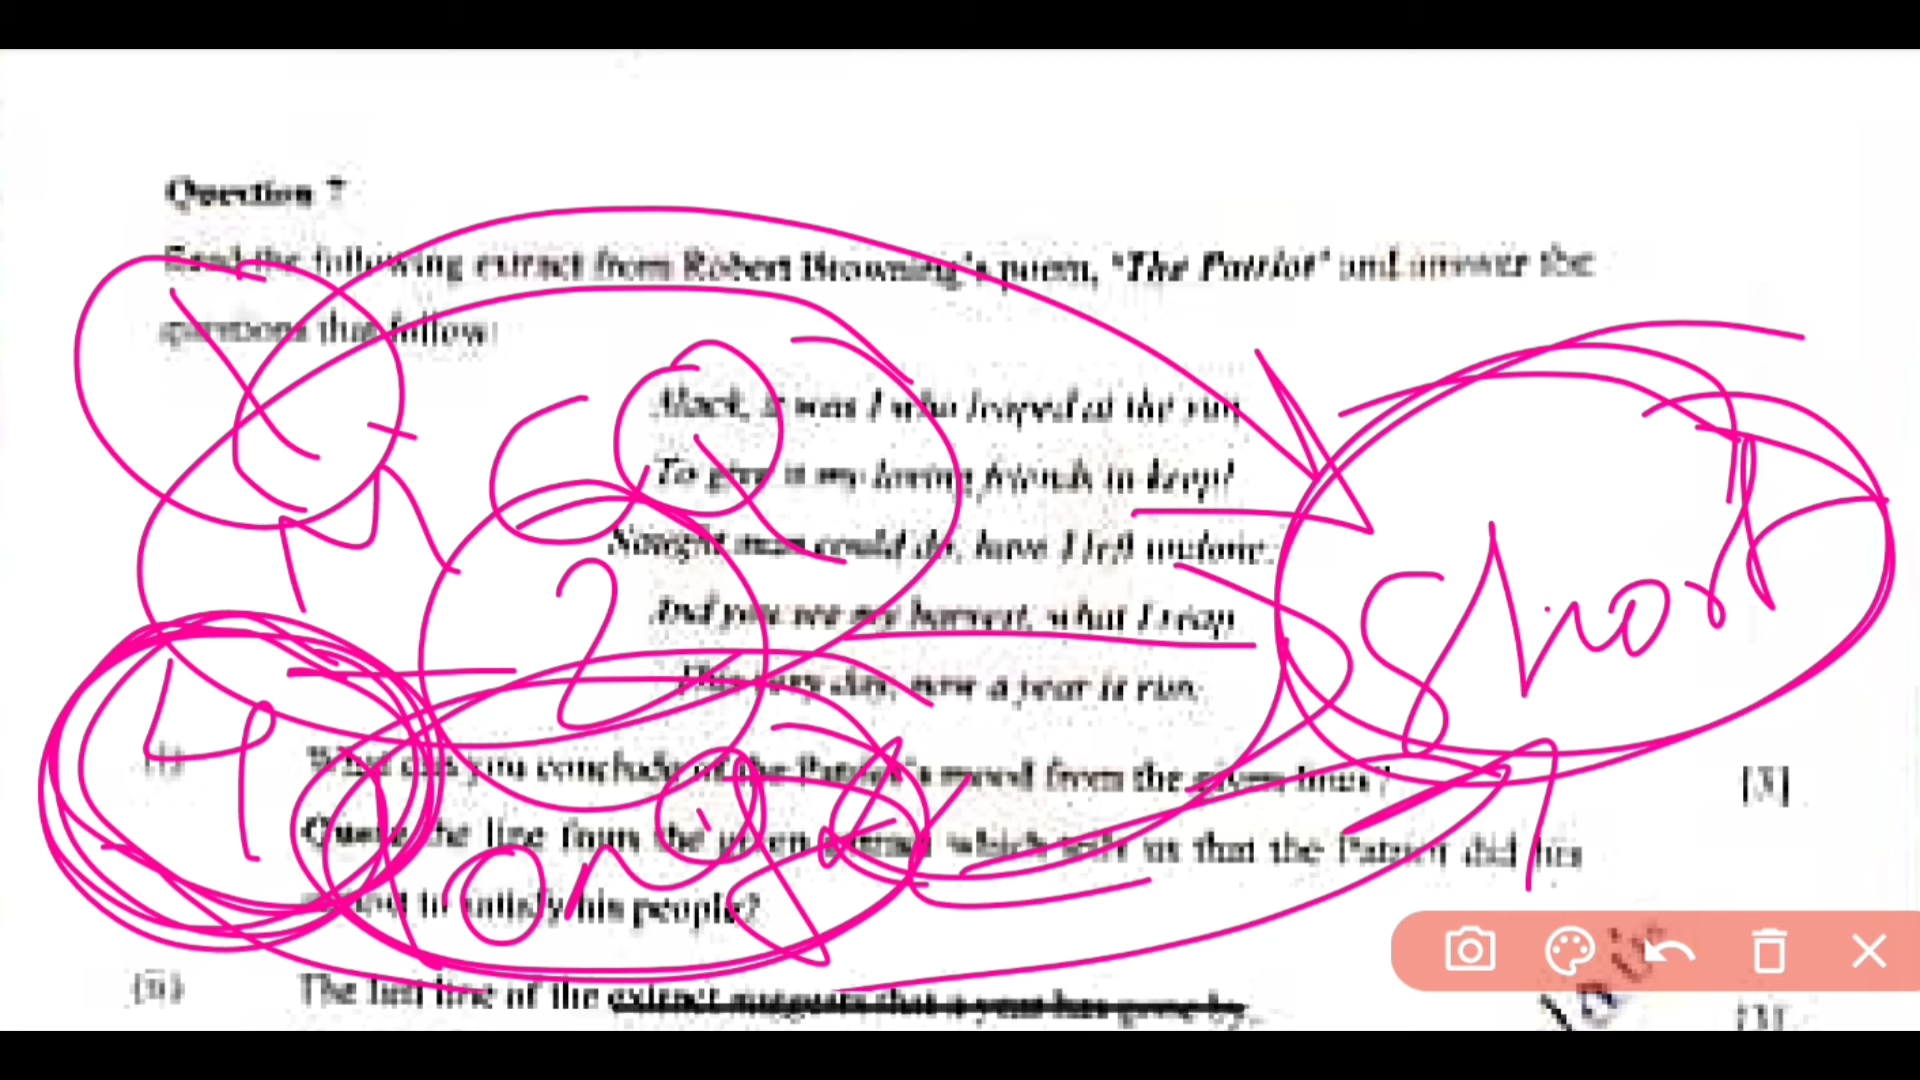 Question 7
Read the following extract from Robert Browning's poem, 'The Patriot' and answer the
questions that follow:
Alack, it was I who leaped at the sun
To give it my loving friends to keep!
Nought man could do, have I left undone:
And you see my harvest, what I reap
This very day, now a year is run.
(i) What can you conclude of the Patriot's mood from the given lines? [3]
Quote the line from the given extract which tells us that the Patriot did his
utmost to satisfy his people?
(ii) The last line of the extract suggests that a year has gone by. [3]
Short
2
one